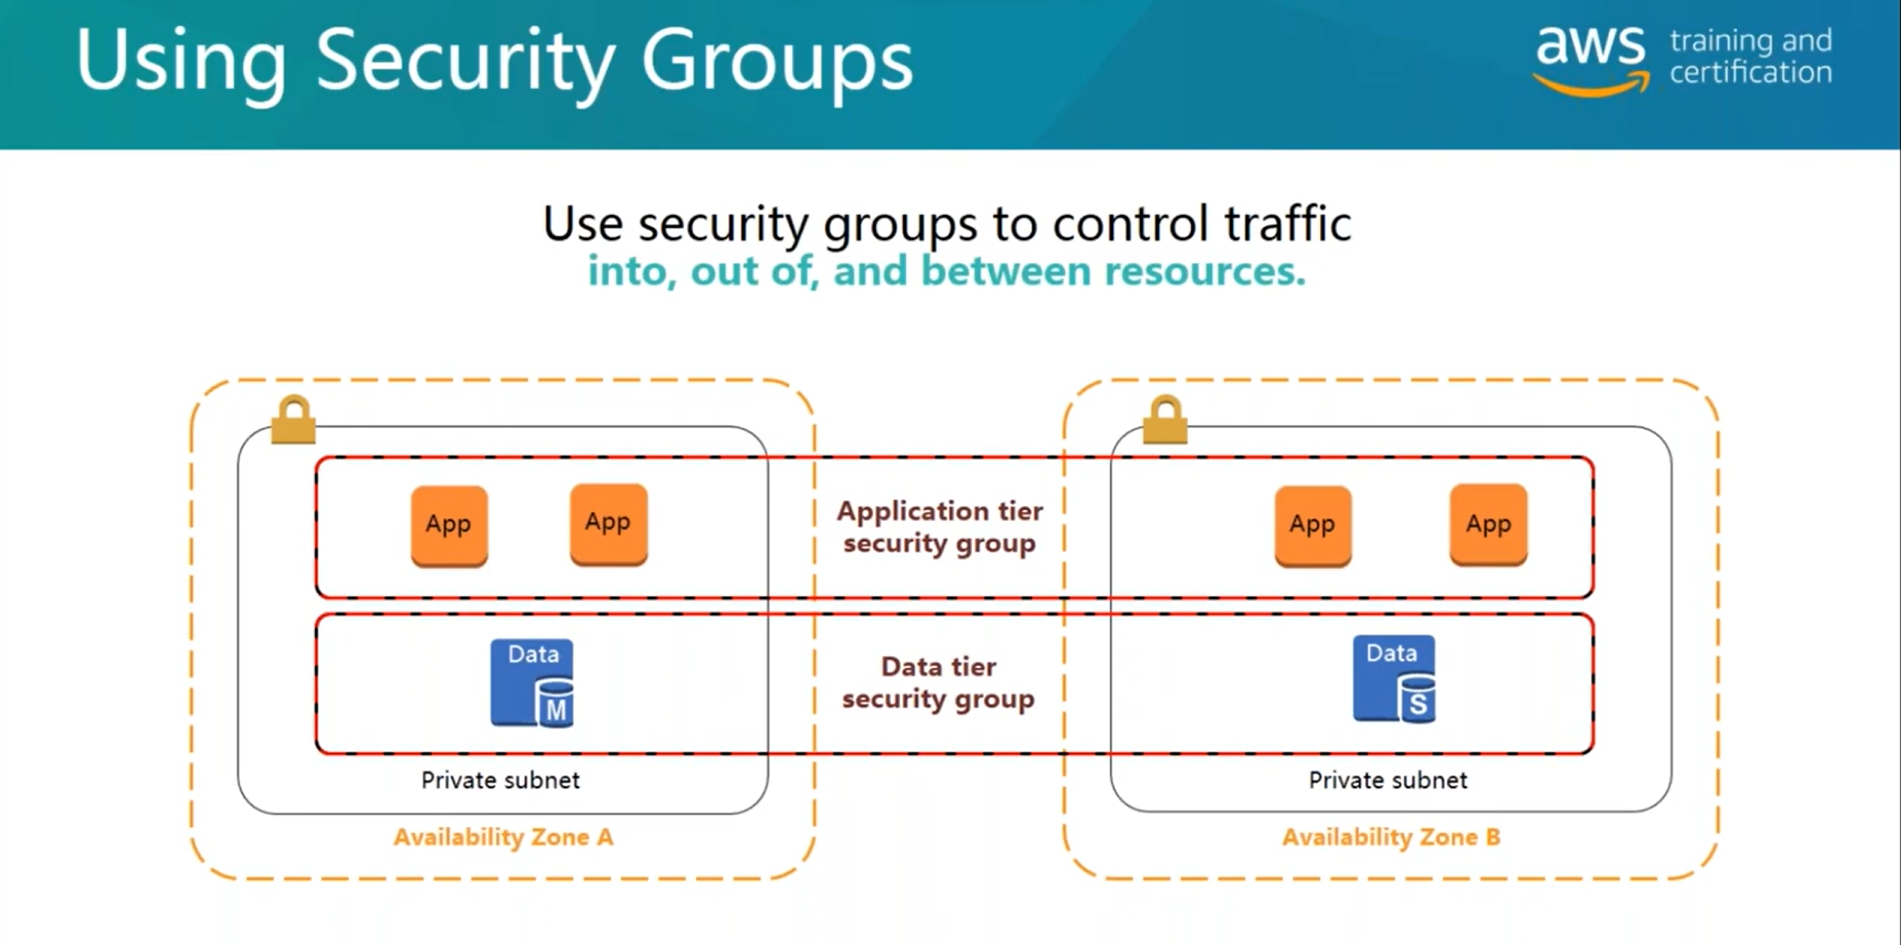 Using Security Groups
aws
training and
certification
Use security groups to control traffic
into, out of, and between resources.
App
App
Application tier
security group
App
App
Data
M
Data tier
security group
Data
S
Private subnet
Private subnet
Availability Zone A
Availability Zone B